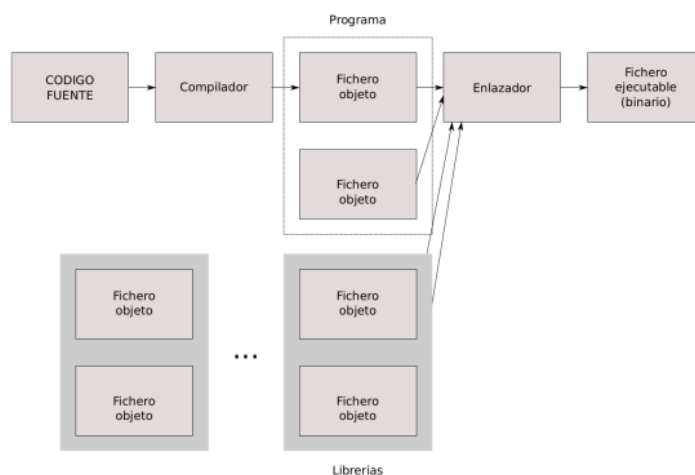 Programa
CODIGO
FUENTE
Compilador
Fichero
objeto
Enlazador
Fichero
ejecutable
(binario)
Fichero
objeto
Fichero
objeto
Fichero
objeto
...
Fichero
objeto
Fichero
objeto
Librerias